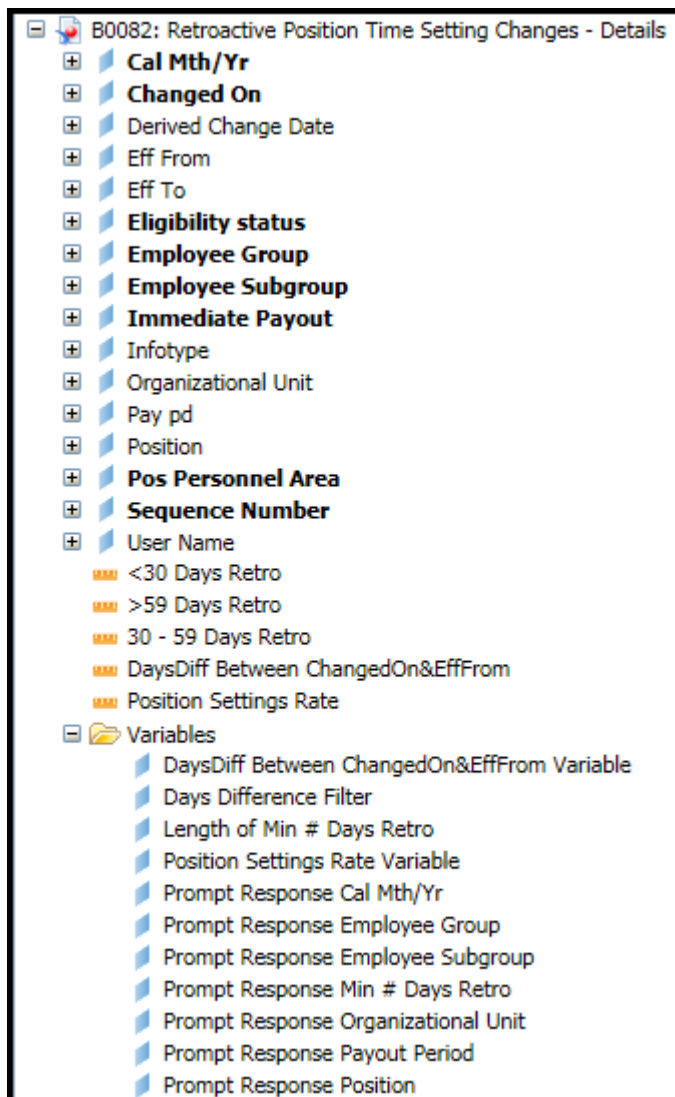 B0082: Retroactive Position Time Setting Changes - Details
Cal Mth/Yr
Changed On
Derived Change Date
Eff From
Eff To
Eligibility status
Employee Group
Employee Subgroup
Immediate Payout
Infotype
Organizational Unit
Pay pd
Position
Pos Personnel Area
Sequence Number
User Name
<30 Days Retro
>59 Days Retro
30 - 59 Days Retro
DaysDiff Between ChangedOn&EffFrom
Position Settings Rate
Variables
DaysDiff Between ChangedOn&EffFrom Variable
Days Difference Filter
Length of Min # Days Retro
Position Settings Rate Variable
Prompt Response Cal Mth/Yr
Prompt Response Employee Group
Prompt Response Employee Subgroup
Prompt Response Min # Days Retro
Prompt Response Organizational Unit
Prompt Response Payout Period
Prompt Response Position